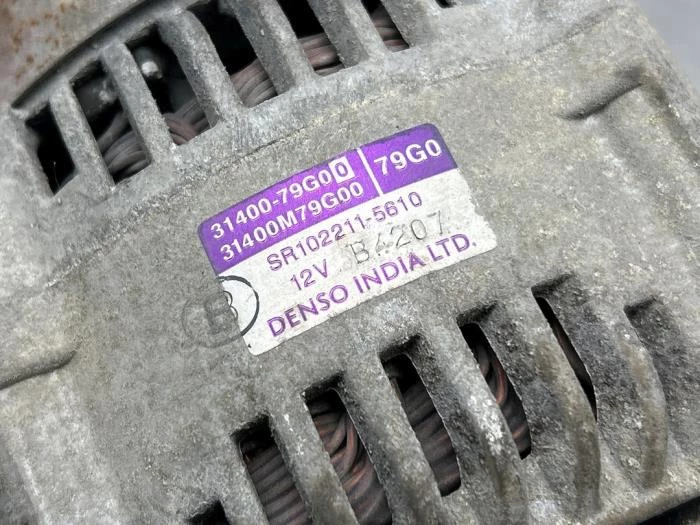 31400-79G00 79G0
31400M79G00
SR102211-5610
12V B4207
DENSO INDIA LTD.